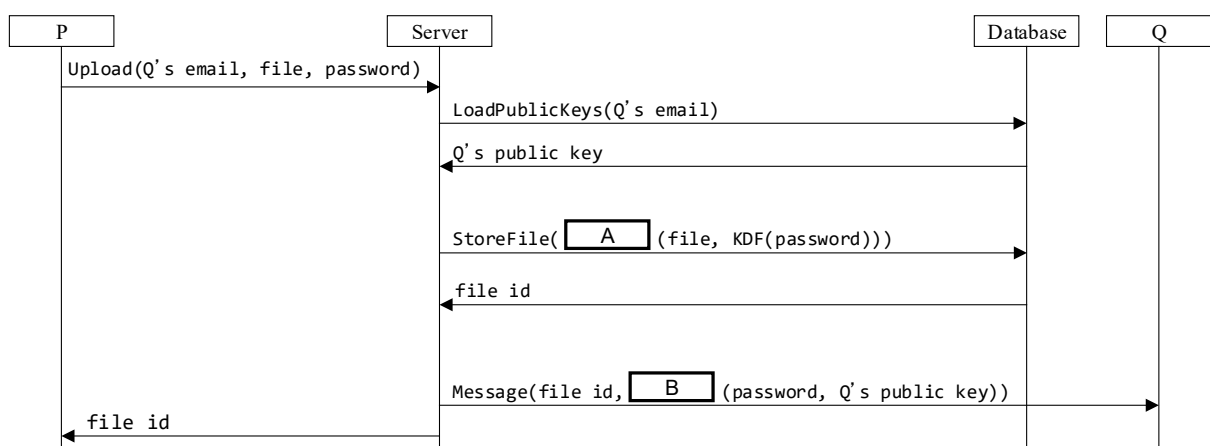 P Server Database Q
Upload(Q's email, file, password)
LoadPublicKeys(Q's email)
Q's public key
StoreFile( A (file, KDF(password)))
file id
Message(file id, B (password, Q's public key))
file id